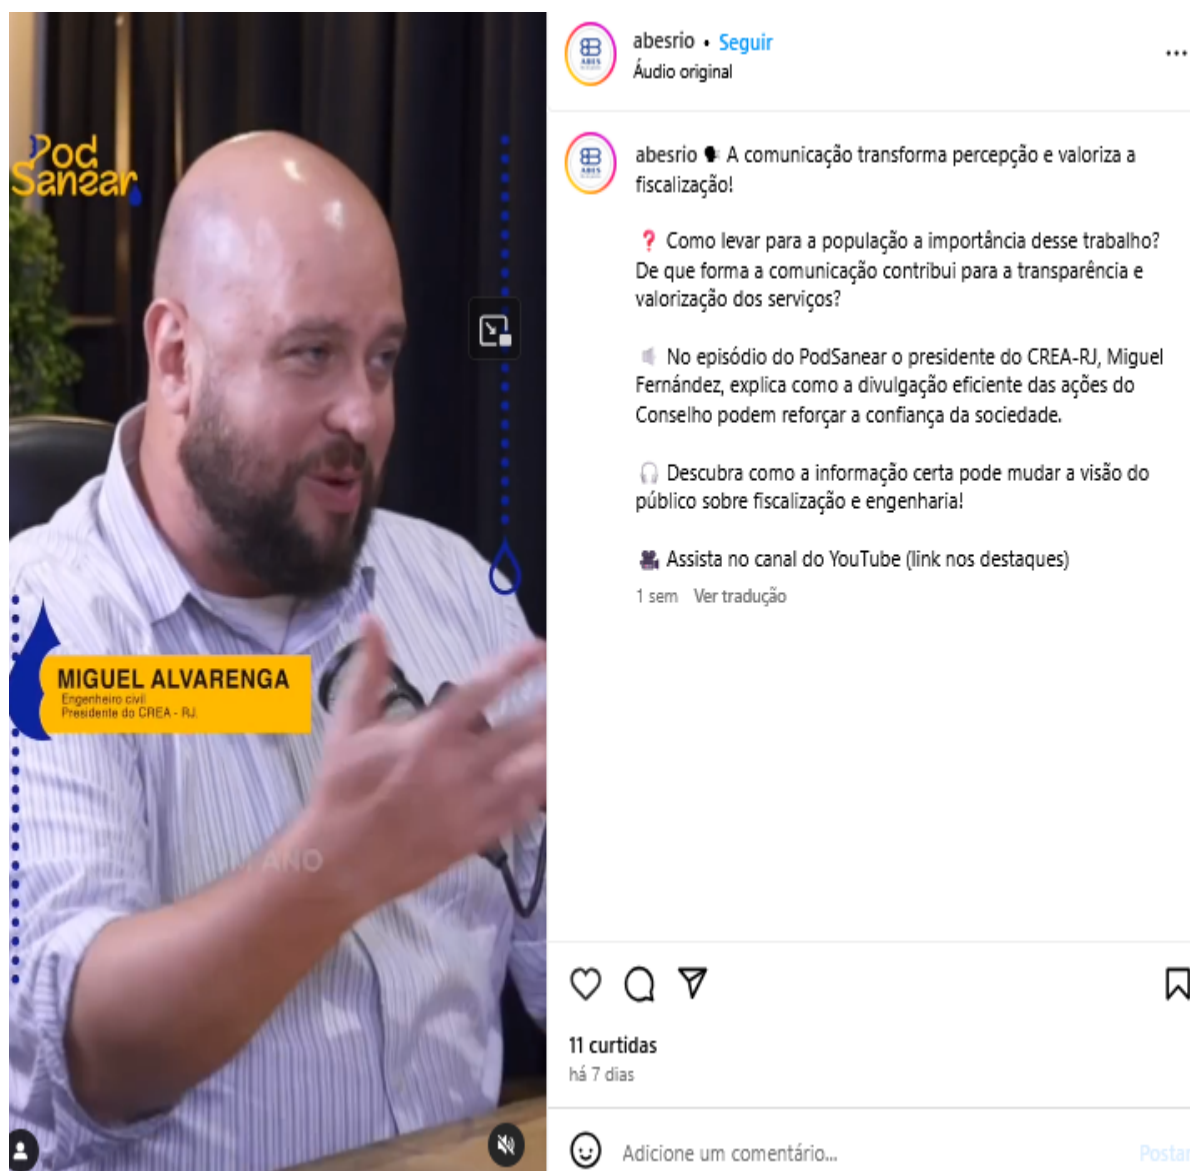 Pod
Sanear
MIGUEL ALVARENGA
Engenheiro civil
Presidente do CREA - RJ.
ANO
abesrio • Seguir
Áudio original
ABES
abesrio 🗣 A comunicação transforma percepção e valoriza a
fiscalização!
❓ Como levar para a população a importância desse trabalho?
De que forma a comunicação contribui para a transparência e
valorização dos serviços?
🔈 No episódio do PodSanear o presidente do CREA-RJ, Miguel
Fernández, explica como a divulgação eficiente das ações do
Conselho podem reforçar a confiança da sociedade.
🎧 Descubra como a informação certa pode mudar a visão do
público sobre fiscalização e engenharia!
🎥 Assista no canal do YouTube (link nos destaques)
1 sem Ver tradução
ABES
11 curtidas
há 7 dias
Adicione um comentário...
Postar